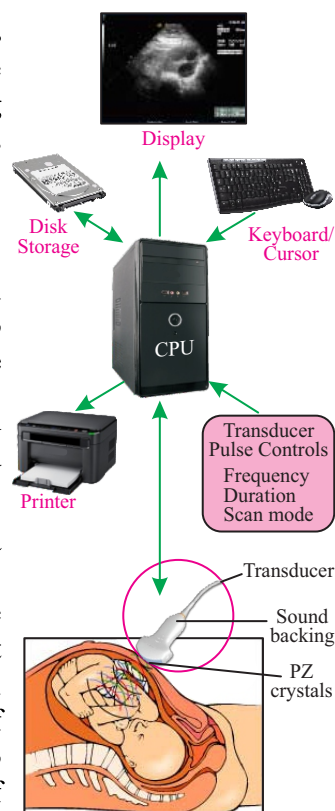 Display
Disk
Storage
Keyboard/
Cursor
CPU
Printer
Transducer
Pulse Controls
Frequency
Duration
Scan mode
Transducer
Sound
backing
PZ
crystals